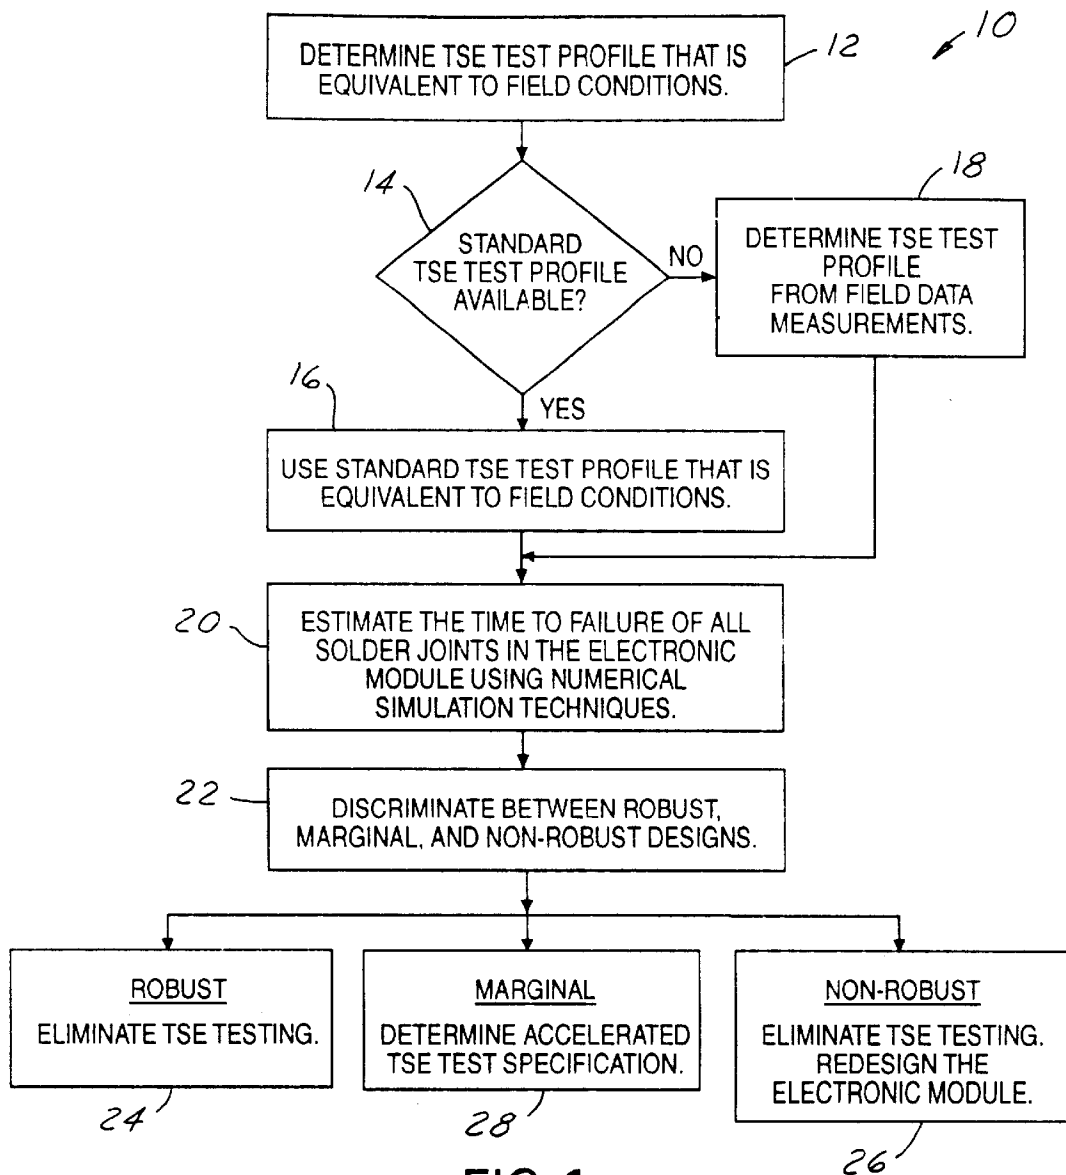 10
DETERMINE TSE TEST PROFILE THAT IS
EQUIVALENT TO FIELD CONDITIONS.
12
14
STANDARD
TSE TEST PROFILE
AVAILABLE?
NO
18
DETERMINE TSE TEST
PROFILE
FROM FIELD DATA
MEASUREMENTS.
YES
16
USE STANDARD TSE TEST PROFILE THAT IS
EQUIVALENT TO FIELD CONDITIONS.
20
ESTIMATE THE TIME TO FAILURE OF ALL
SOLDER JOINTS IN THE ELECTRONIC
MODULE USING NUMERICAL
SIMULATION TECHNIQUES.
22
DISCRIMINATE BETWEEN ROBUST,
MARGINAL, AND NON-ROBUST DESIGNS.
ROBUST
ELIMINATE TSE TESTING.
24
MARGINAL
DETERMINE ACCELERATED
TSE TEST SPECIFICATION.
28
NON-ROBUST
ELIMINATE TSE TESTING.
REDESIGN THE
ELECTRONIC MODULE.
26